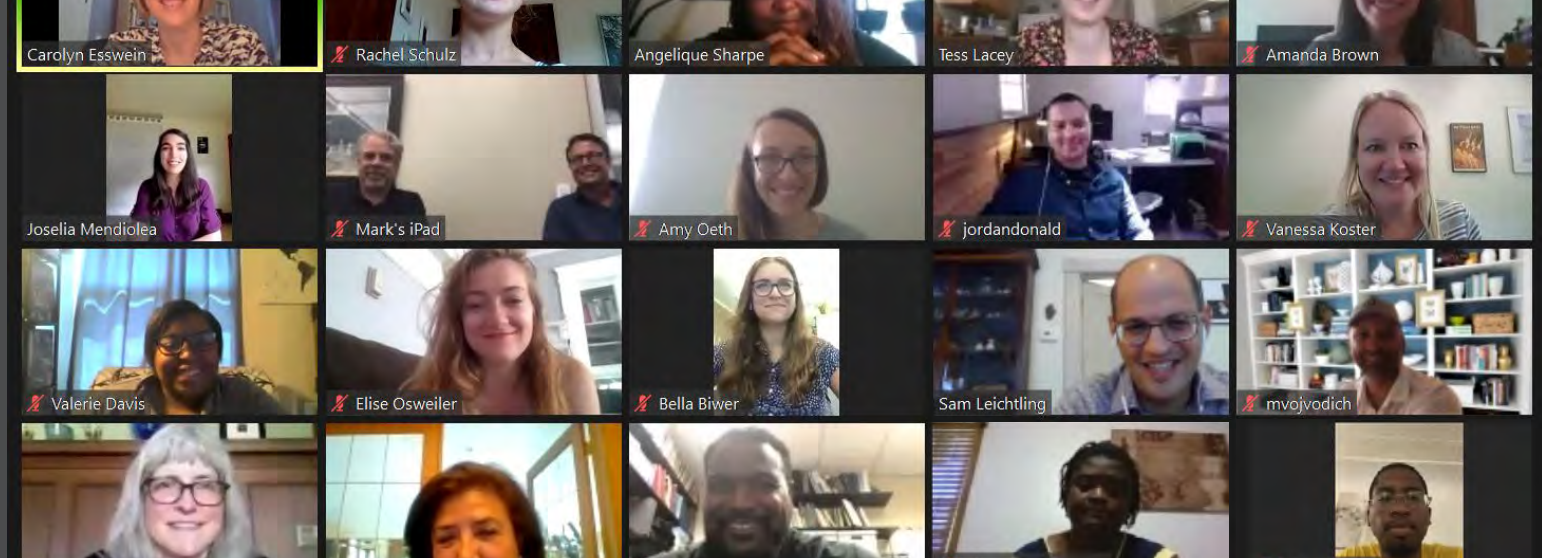 Carolyn Esswein
Rachel Schulz
Angelique Sharpe
Tess Lacey
Amanda Brown
Joselia Mendiolea
Mark's iPad
Amy Oeth
jordandonald
Vanessa Koster
Valerie Davis
Elise Osweiler
Bella Biwer
Sam Leichtling
mvojvodich